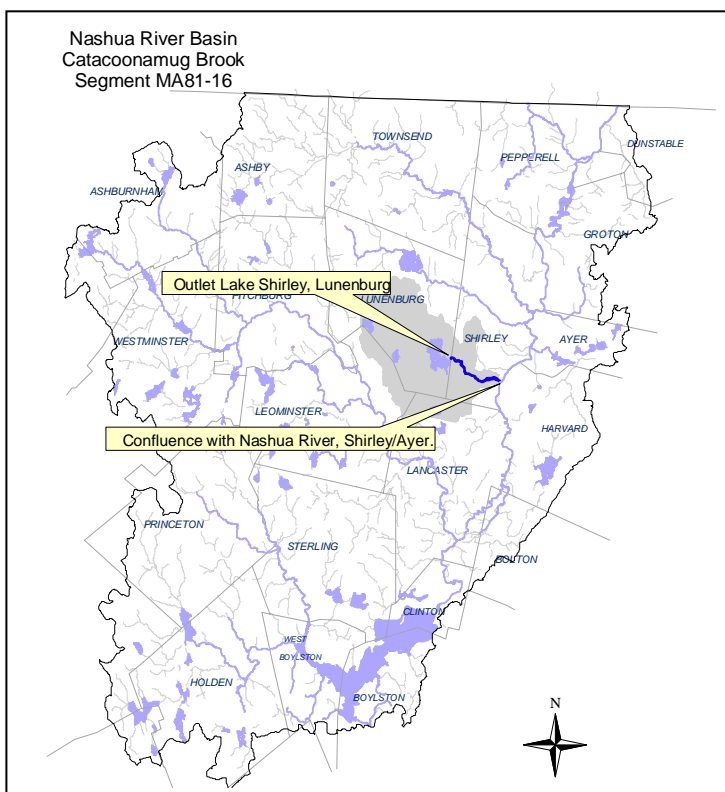 Nashua River Basin
Catacoonamug Brook
Segment MA81-16
TOWNSEND
DUNSTABLE
PEPPERELL
ASHBY
ASHBURNHAM
GROTON
Outlet Lake Shirley, Lunenburg
FITCHBURG
LUNENBURG
SHIRLEY
AYER
WESTMINSTER
LEOMINSTER
HARVARD
Confluence with Nashua River, Shirley/Ayer.
LANCASTER
PRINCETON
STERLING
BOLTON
CLINTON
WEST
BOYLSTON
HOLDEN
BOYLSTON
N